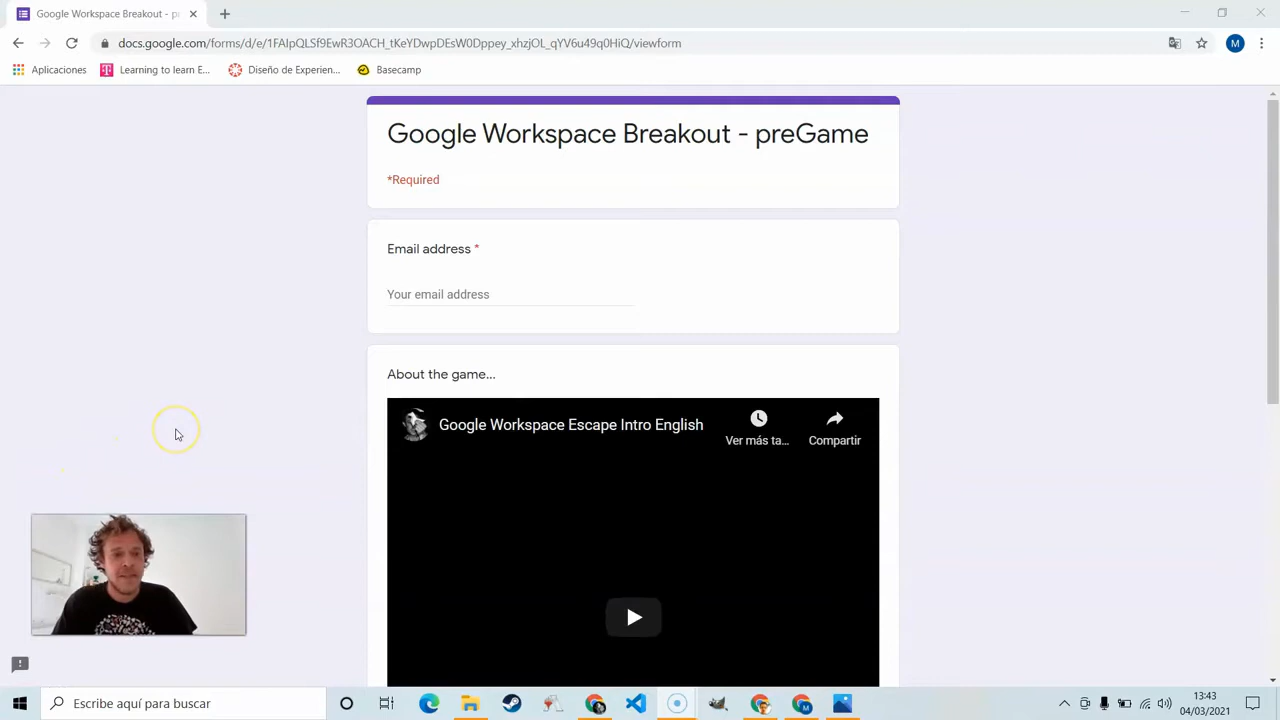 Google Workspace Breakout - pr
docs.google.com/forms/d/e/1FAIpQLSf9EwR3OACH_tKeYDwpDEsW0Dppey_xhzjOL_qYV6u49q0HiQ/viewform
M
Aplicaciones
Learning to learn E...
Diseño de Experien...
Basecamp
Google Workspace Breakout - preGame
*Required
Email address *
Your email address
About the game...
Google Workspace Escape Intro English
Ver más ta...
Compartir
Escribe aquí para buscar
13:43
04/03/2021